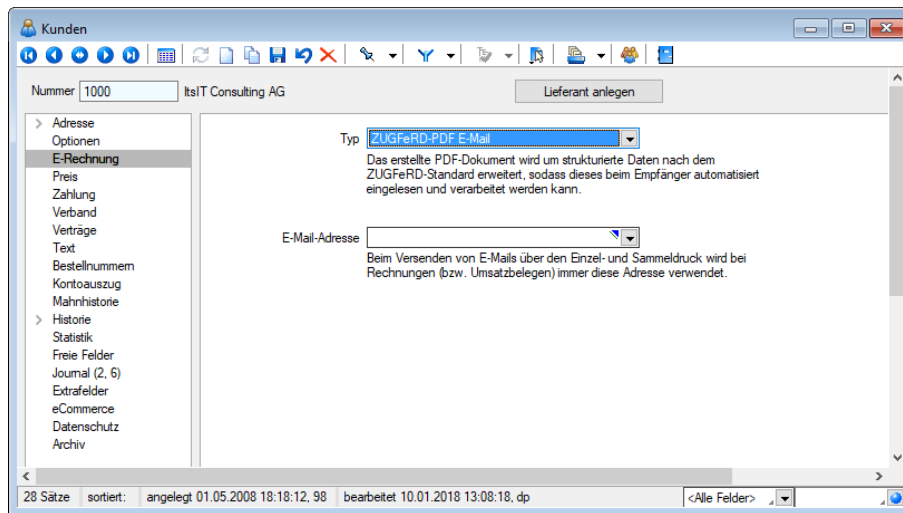 Kunden
Nummer 1000 ItsIT Consulting AG Lieferant anlegen
Adresse
Optionen
E-Rechnung
Preis
Zahlung
Verband
Verträge
Text
Bestellnummern
Kontoauszug
Mahnhistorie
Historie
Statistik
Freie Felder
Journal (2, 6)
Extrafelder
eCommerce
Datenschutz
Archiv
Typ ZUGFeRD-PDF E-Mail
Das erstellte PDF-Dokument wird um strukturierte Daten nach dem
ZUGFeRD-Standard erweitert, sodass dieses beim Empfänger automatisiert
eingelesen und verarbeitet werden kann.
E-Mail-Adresse
Beim Versenden von E-Mails über den Einzel- und Sammeldruck wird bei
Rechnungen (bzw. Umsatzbelegen) immer diese Adresse verwendet.
28 Sätze sortiert: angelegt 01.05.2008 18:18:12, 98 bearbeitet 10.01.2018 13:08:18, dp <Alle Felder>